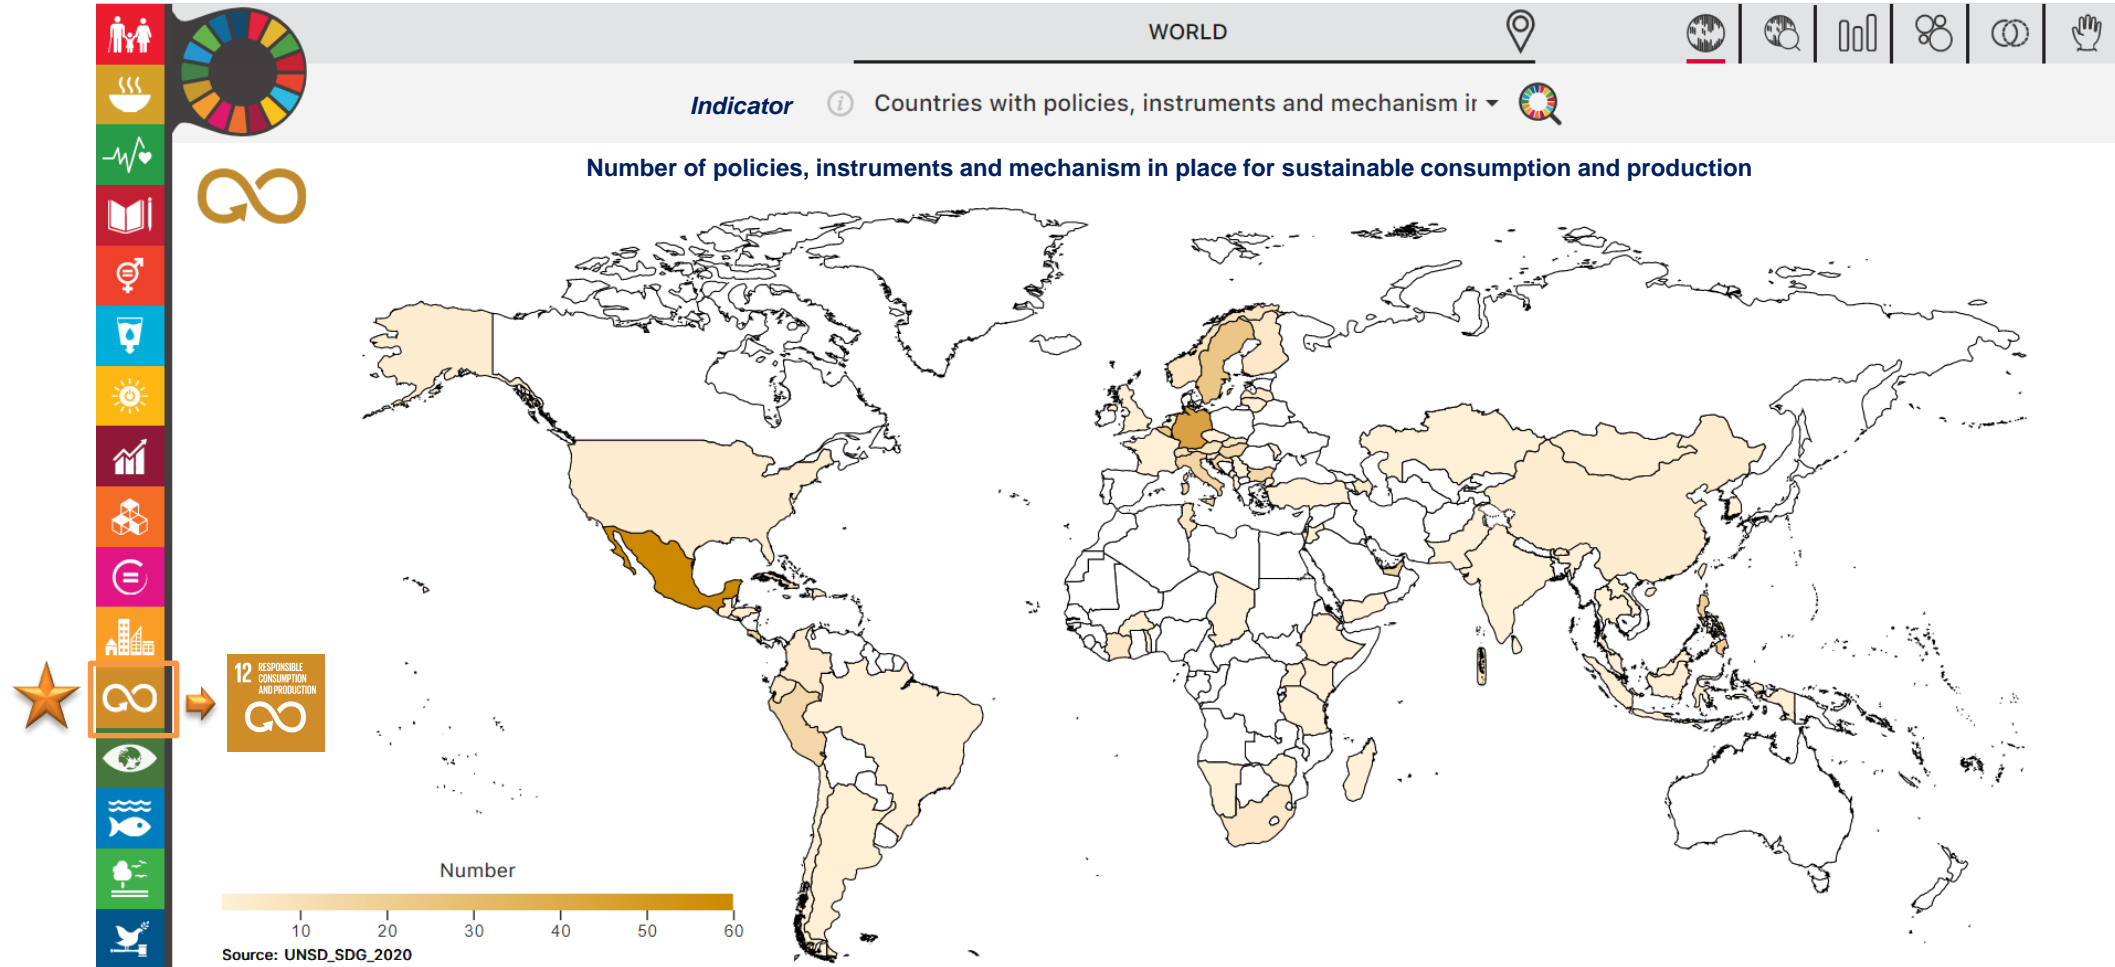 WORLD
Indicator
i
Countries with policies, instruments and mechanism ir
Number of policies, instruments and mechanism in place for sustainable consumption and production
12 RESPONSIBLE
CONSUMPTION
AND PRODUCTION
Number
10 20 30 40 50 60
Source: UNSD_SDG_2020